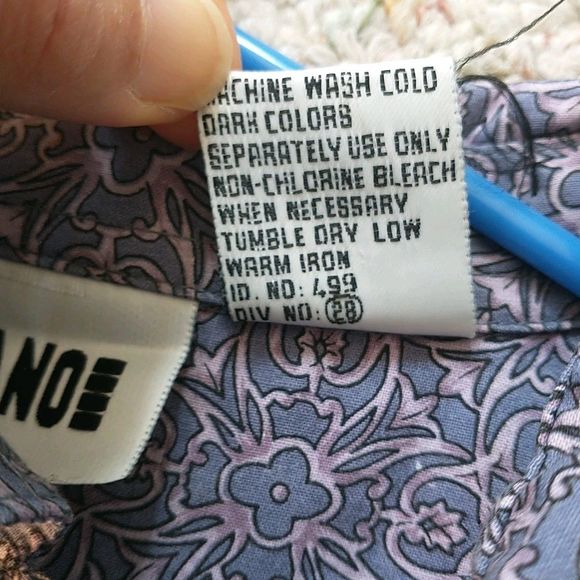 MACHINE WASH COLD
DARK COLORS
SEPARATELY USE ONLY
NON-CHLORINE BLEACH
WHEN NECESSARY
TUMBLE DRY LOW
WARM IRON
ID. NO: 499
DIV NO: 28
ANO